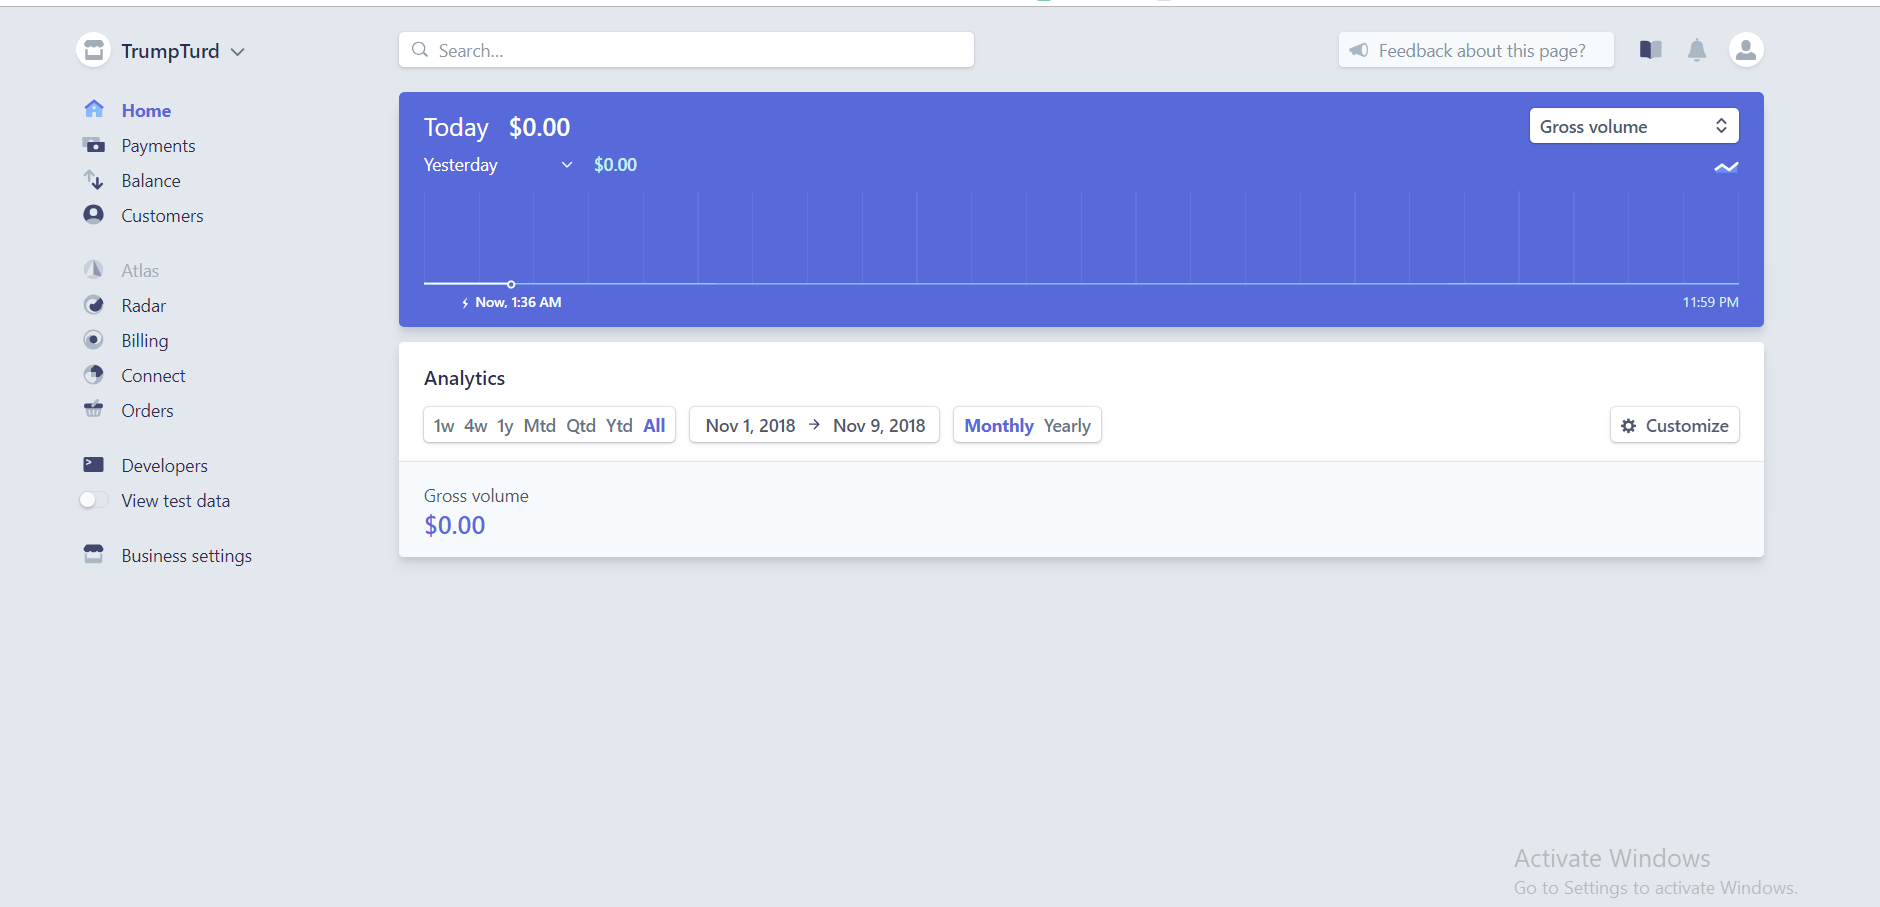 TrumpTurd
Search...
Feedback about this page?
Home
Payments
Balance
Customers
Atlas
Radar
Billing
Connect
Orders
Developers
View test data
Business settings
Today $0.00
Gross volume
Yesterday $0.00
Now, 1:36 AM
11:59 PM
Analytics
1w 4w 1y Mtd Qtd Ytd All
Nov 1, 2018 → Nov 9, 2018
Monthly Yearly
Customize
Gross volume
$0.00
Activate Windows
Go to Settings to activate Windows.